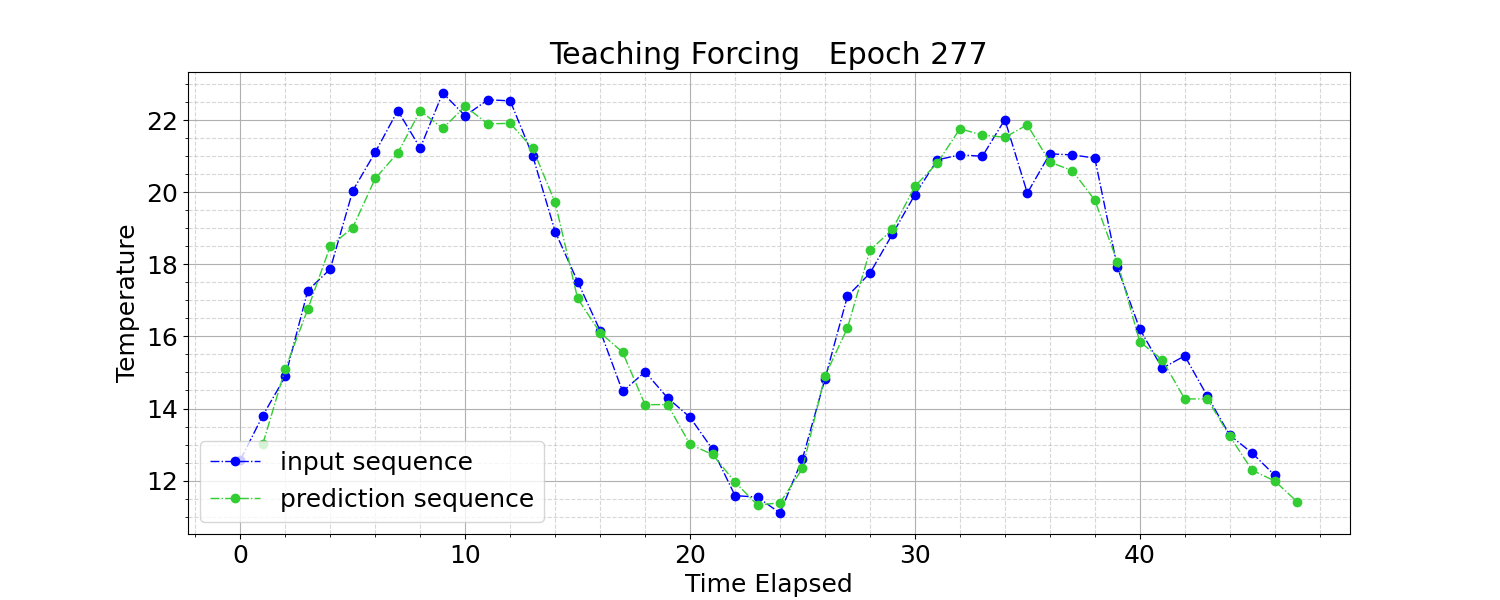 Teaching Forcing   Epoch 277
Temperature
22
20
18
16
14
12
input sequence
prediction sequence
0 10 20 30 40
Time Elapsed